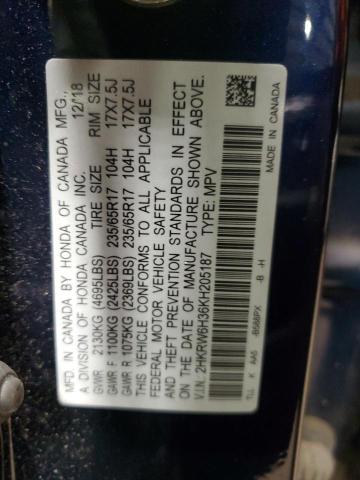 MFD. IN CANADA BY HONDA OF CANADA MFG.,
A DIVISION OF HONDA CANADA INC. 12/18
TIRE SIZE RIM SIZE
GVWR 2130KG (4695LBS)
GAWR F 1100KG (2425LBS) 235/65R17 104H 17X7.5J
GAWR R 1075KG (2369LBS) 235/65R17 104H 17X7.5J
THIS VEHICLE CONFORMS TO ALL APPLICABLE
FEDERAL MOTOR VEHICLE SAFETY
AND THEFT PREVENTION STANDARDS IN EFFECT
ON THE DATE OF MANUFACTURE SHOWN ABOVE.
V.I.N. 2HKRW6H36KH205187 TYPE: MPV
TLL K AA6 -B588PX -B -H
MADE IN CANADA